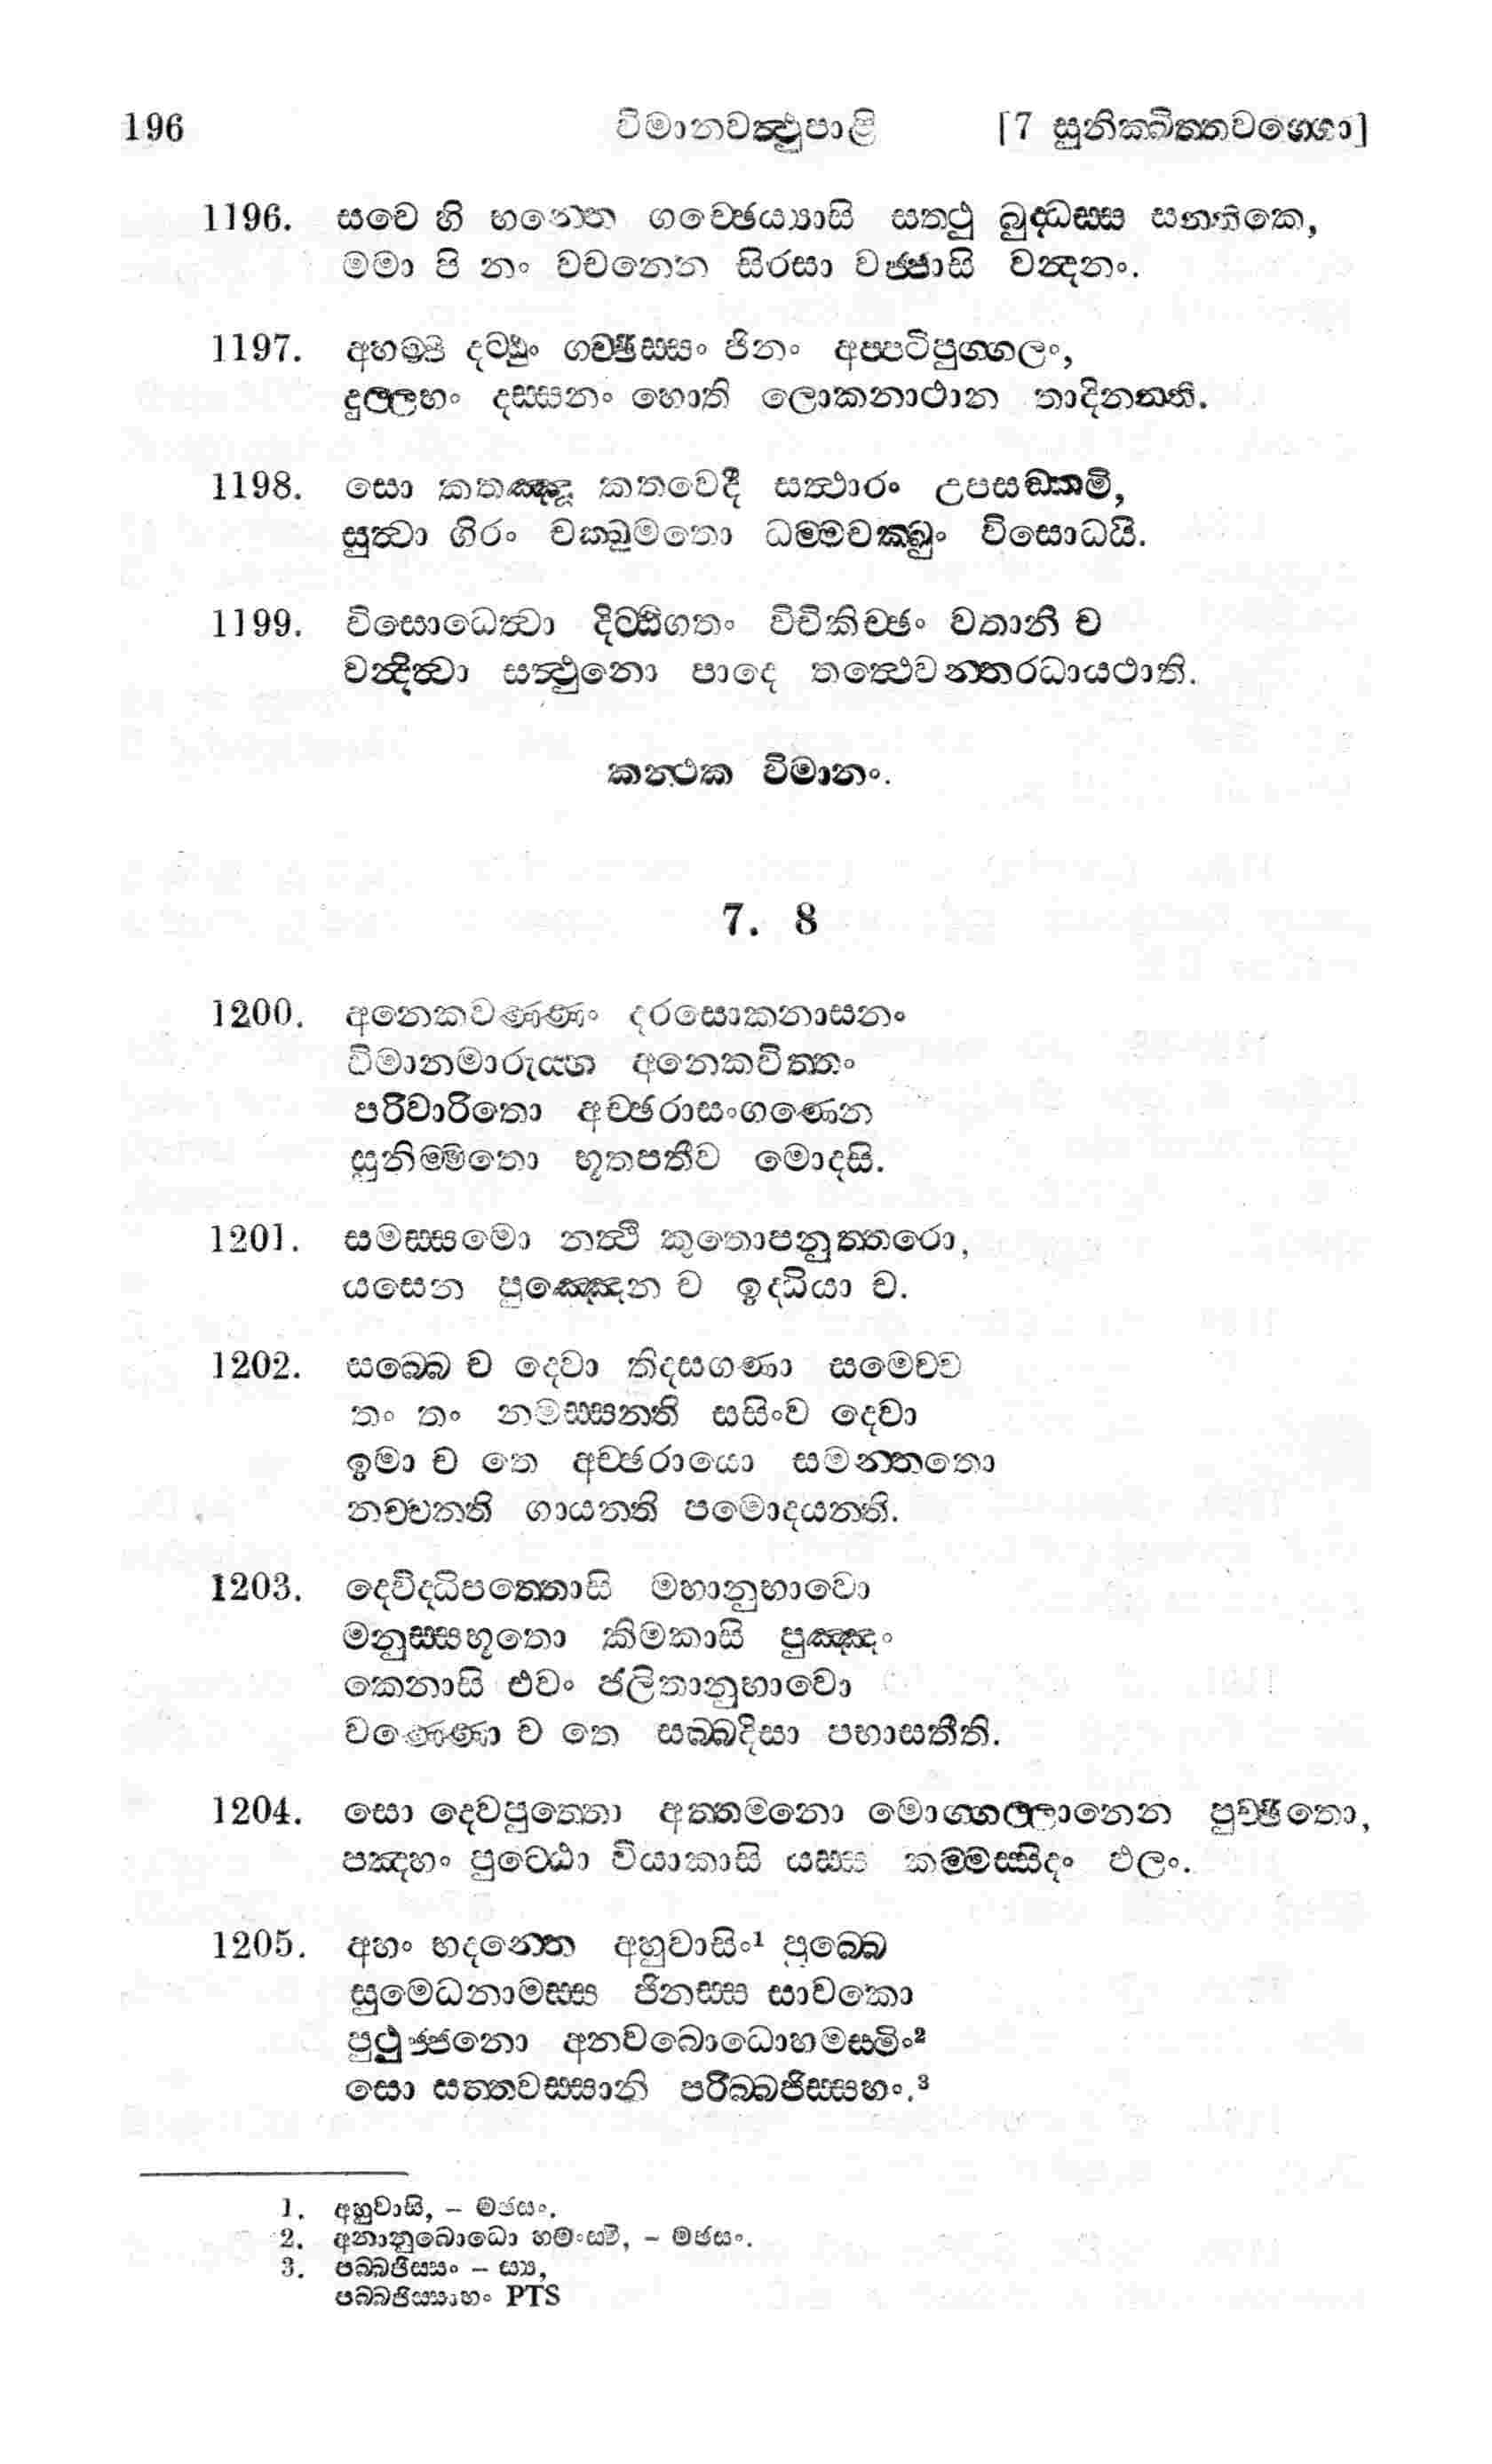 196 විමානවත්‍ථුපාළි [7 සුනික‍්ඛිත‍්තවග‍්ගො]
1196. සචෙ හි භන‍්තෙ ගච‍්ඡෙය්‍යාසි සත්‍ථු බුද‍්ධස‍්ස සන‍්තිකෙ,
මමා පි නං වචනෙන සිරසා වජ‍්ජාසි වන්‍දනං.
1197. අහම‍්පි දට‍්ඨුං ගච‍්ඡිස‍්සං ජිනං අප‍්පටිපුග‍්ගලං,
දුල‍්ලභං දස‍්සනං හොති ලොකනාථාන තාදිනන‍්ති.
1198. සො කතඤ‍්ඤූ කතවෙදී සත්‍ථාරං උපසඞ‍්කමි,
සුත්‍වා ගිරං චක‍්ඛුමතො ධම‍්මචක‍්ඛුං විසොධයී.
1199. විසොධෙත්‍වා දිට‍්ඨිගතං විචිකිච‍්ඡං වතානි ච
වන්‍දිත්‍වා සත්‍ථුනො පාදෙ තත්‍ථෙවන‍්තරධායථාති.
කන්‍ථක විමානං.
7. 8
1200. අනෙකවණ‍්ණං දරසොකනාසනං
විමානමාරුය‍්හ අනෙකචිත‍්තං
පරිවාරිතො අච‍්ඡරාසංගණෙන
සුනිම‍්මිතො භූතපතීව මොදසි.
1201. සමස‍්සමො නත්‍ථි කුතොපනුත‍්තරො,
යසෙන පුඤ‍්ඤෙන ච ඉද‍්ධියා ච.
1202. සබ‍්බෙ ච දෙවා තිදසගණා සමෙච‍්ච
තං තං නමස‍්සන‍්ති සසිංව දෙවා
ඉමා ච තෙ අච‍්ඡරායො සමන‍්තතො
නච‍්චන‍්ති ගායන‍්ති පමොදයන‍්ති.
1203. දෙවිද‍්ධිපත‍්තොසි මහානුභාවො
මනුස‍්සභූතො කිමකාසි පුඤ‍්ඤං
කෙනාසි එවං ජලිතානුභාවො
වණ‍්ණො ච තෙ සබ‍්බදිසා පභාසතීති.
1204. සො දෙවපුත‍්තො අත‍්තමනො මොග‍්ගල‍්ලානෙන පුච‍්ඡිතො,
පඤ‍්හං පුට‍්ඨො වියාකාසි යස‍්ස කම‍්මස‍්සිදං ඵලං.
1205. අහං භදන‍්තෙ අහුවාසිං¹ පුබ‍්බෙ
සුමෙධනාමස‍්ස ජිනස‍්ස සාවකො
පුථුජ‍්ජනො අනවබොධොහමස‍්මිං²
සො සත‍්තවස‍්සානි පරිබ‍්බජිස‍්සහං.³
1. අහුවාසි, – මජසං.
2. අනානුබොධො හමංසවී, – මජසං.
3. පබ‍්බජිස‍්සං – ස්‍යා,
පබ‍්බජිස‍්සාහං PTS